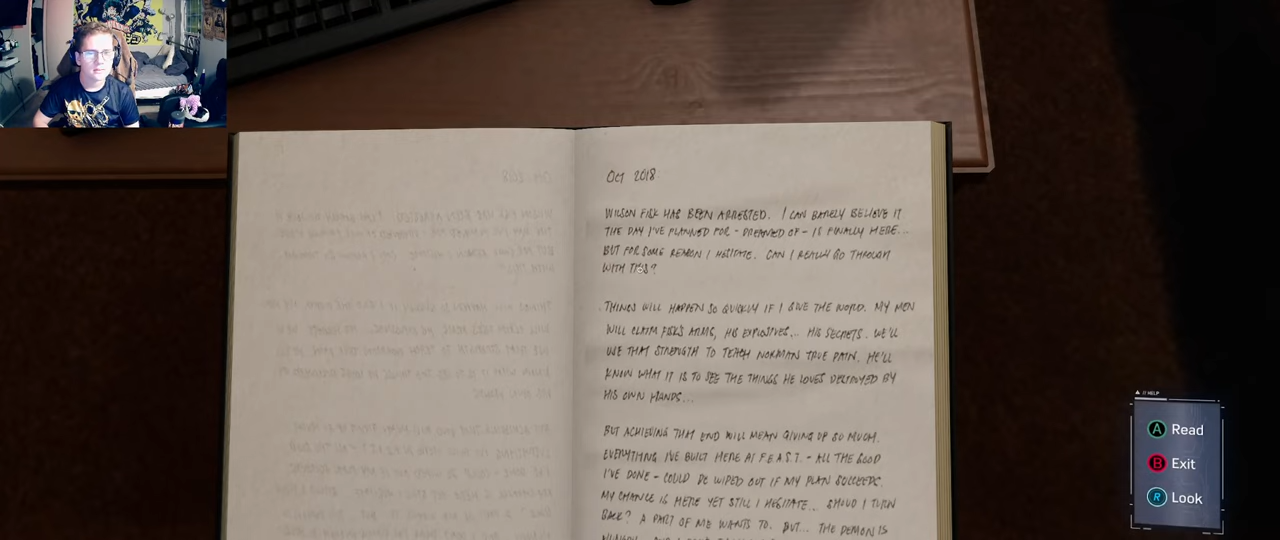 OCT 2018
WILSON FISK HAS BEEN ARRESTED. I CAN BARELY BELIEVE IT
THE DAY I'VE PLANNED FOR - DREAMED OF - IS FINALLY HERE...
BUT FOR SOME REASON I HESITATE. CAN I REALLY GO THROUGH
WITH THIS?
THINGS WILL HAPPEN SO QUICKLY IF I GIVE THE WORD. MY MEN
WILL CLAIM FISK'S ARMS, HIS EXPLOSIVES... HIS SECRETS. WE'LL
USE THAT STRENGTH TO TEACH NORMAN TRUE PAIN. HE'LL
KNOW WHAT IT IS TO SEE THE THINGS HE LOVES DESTROYED BY
HIS OWN HANDS...
BUT ACHIEVING THAT END WILL MEAN GIVING UP SO MUCH.
EVERYTHING I'VE BUILT HERE AT F.E.A.S.T. - ALL THE GOOD
I'VE DONE - COULD BE WIPED OUT IF MY PLAN SUCCEEDS.
MY CHANCE IS HERE YET STILL I HESITATE... SHOULD I TURN
BACK? A PART OF ME WANTS TO. BUT... THE DEMON IS
HELP
A Read
B Exit
R Look